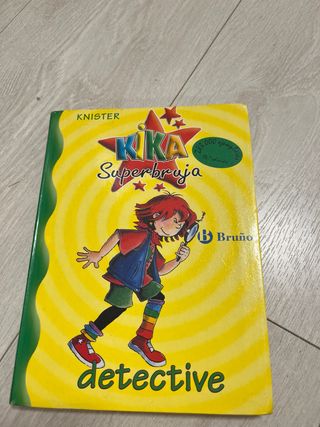 KNISTER
KIKA
Superbruja
Bruño
detective